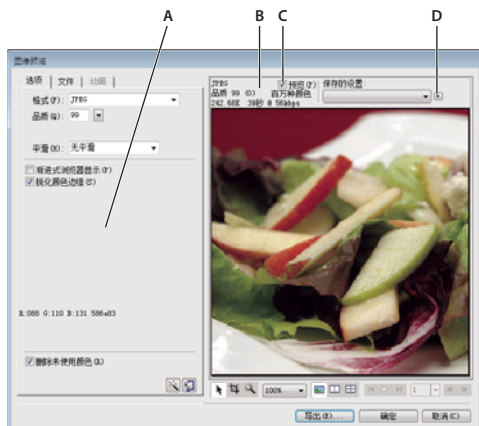 A B C D
图像预览
选项 文件 动画
格式(F): JPEG
品质(Q): 99
平滑(H): 无平滑
渐进式浏览器显示(P)
锐化颜色边缘(S)
R:088 G:110 B:131 586x83
删除未使用颜色(R)
JPEG
品质 99 (D)
242.68K 39秒 @ 56kbps
预览(P)
百万种颜色
保存的设置:
100%
1
导出(E)...
确定
取消(C)